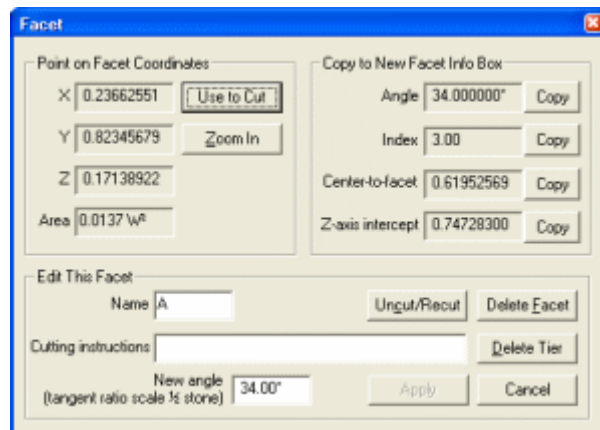 Facet
Point on Facet Coordinates
X 0.23662551 Use to Cut
Y 0.82345679 Zoom In
Z 0.17138922
Area 0.0137 W²
Copy to New Facet Info Box
Angle 34.000000° Copy
Index 3.00 Copy
Center-to-facet 0.61952569 Copy
Z-axis intercept 0.74728300 Copy
Edit This Facet
Name A Uncut/Recut Delete Facet
Cutting instructions Delete Tier
New angle
(tangent ratio scale ½ stone) 34.00° Apply Cancel